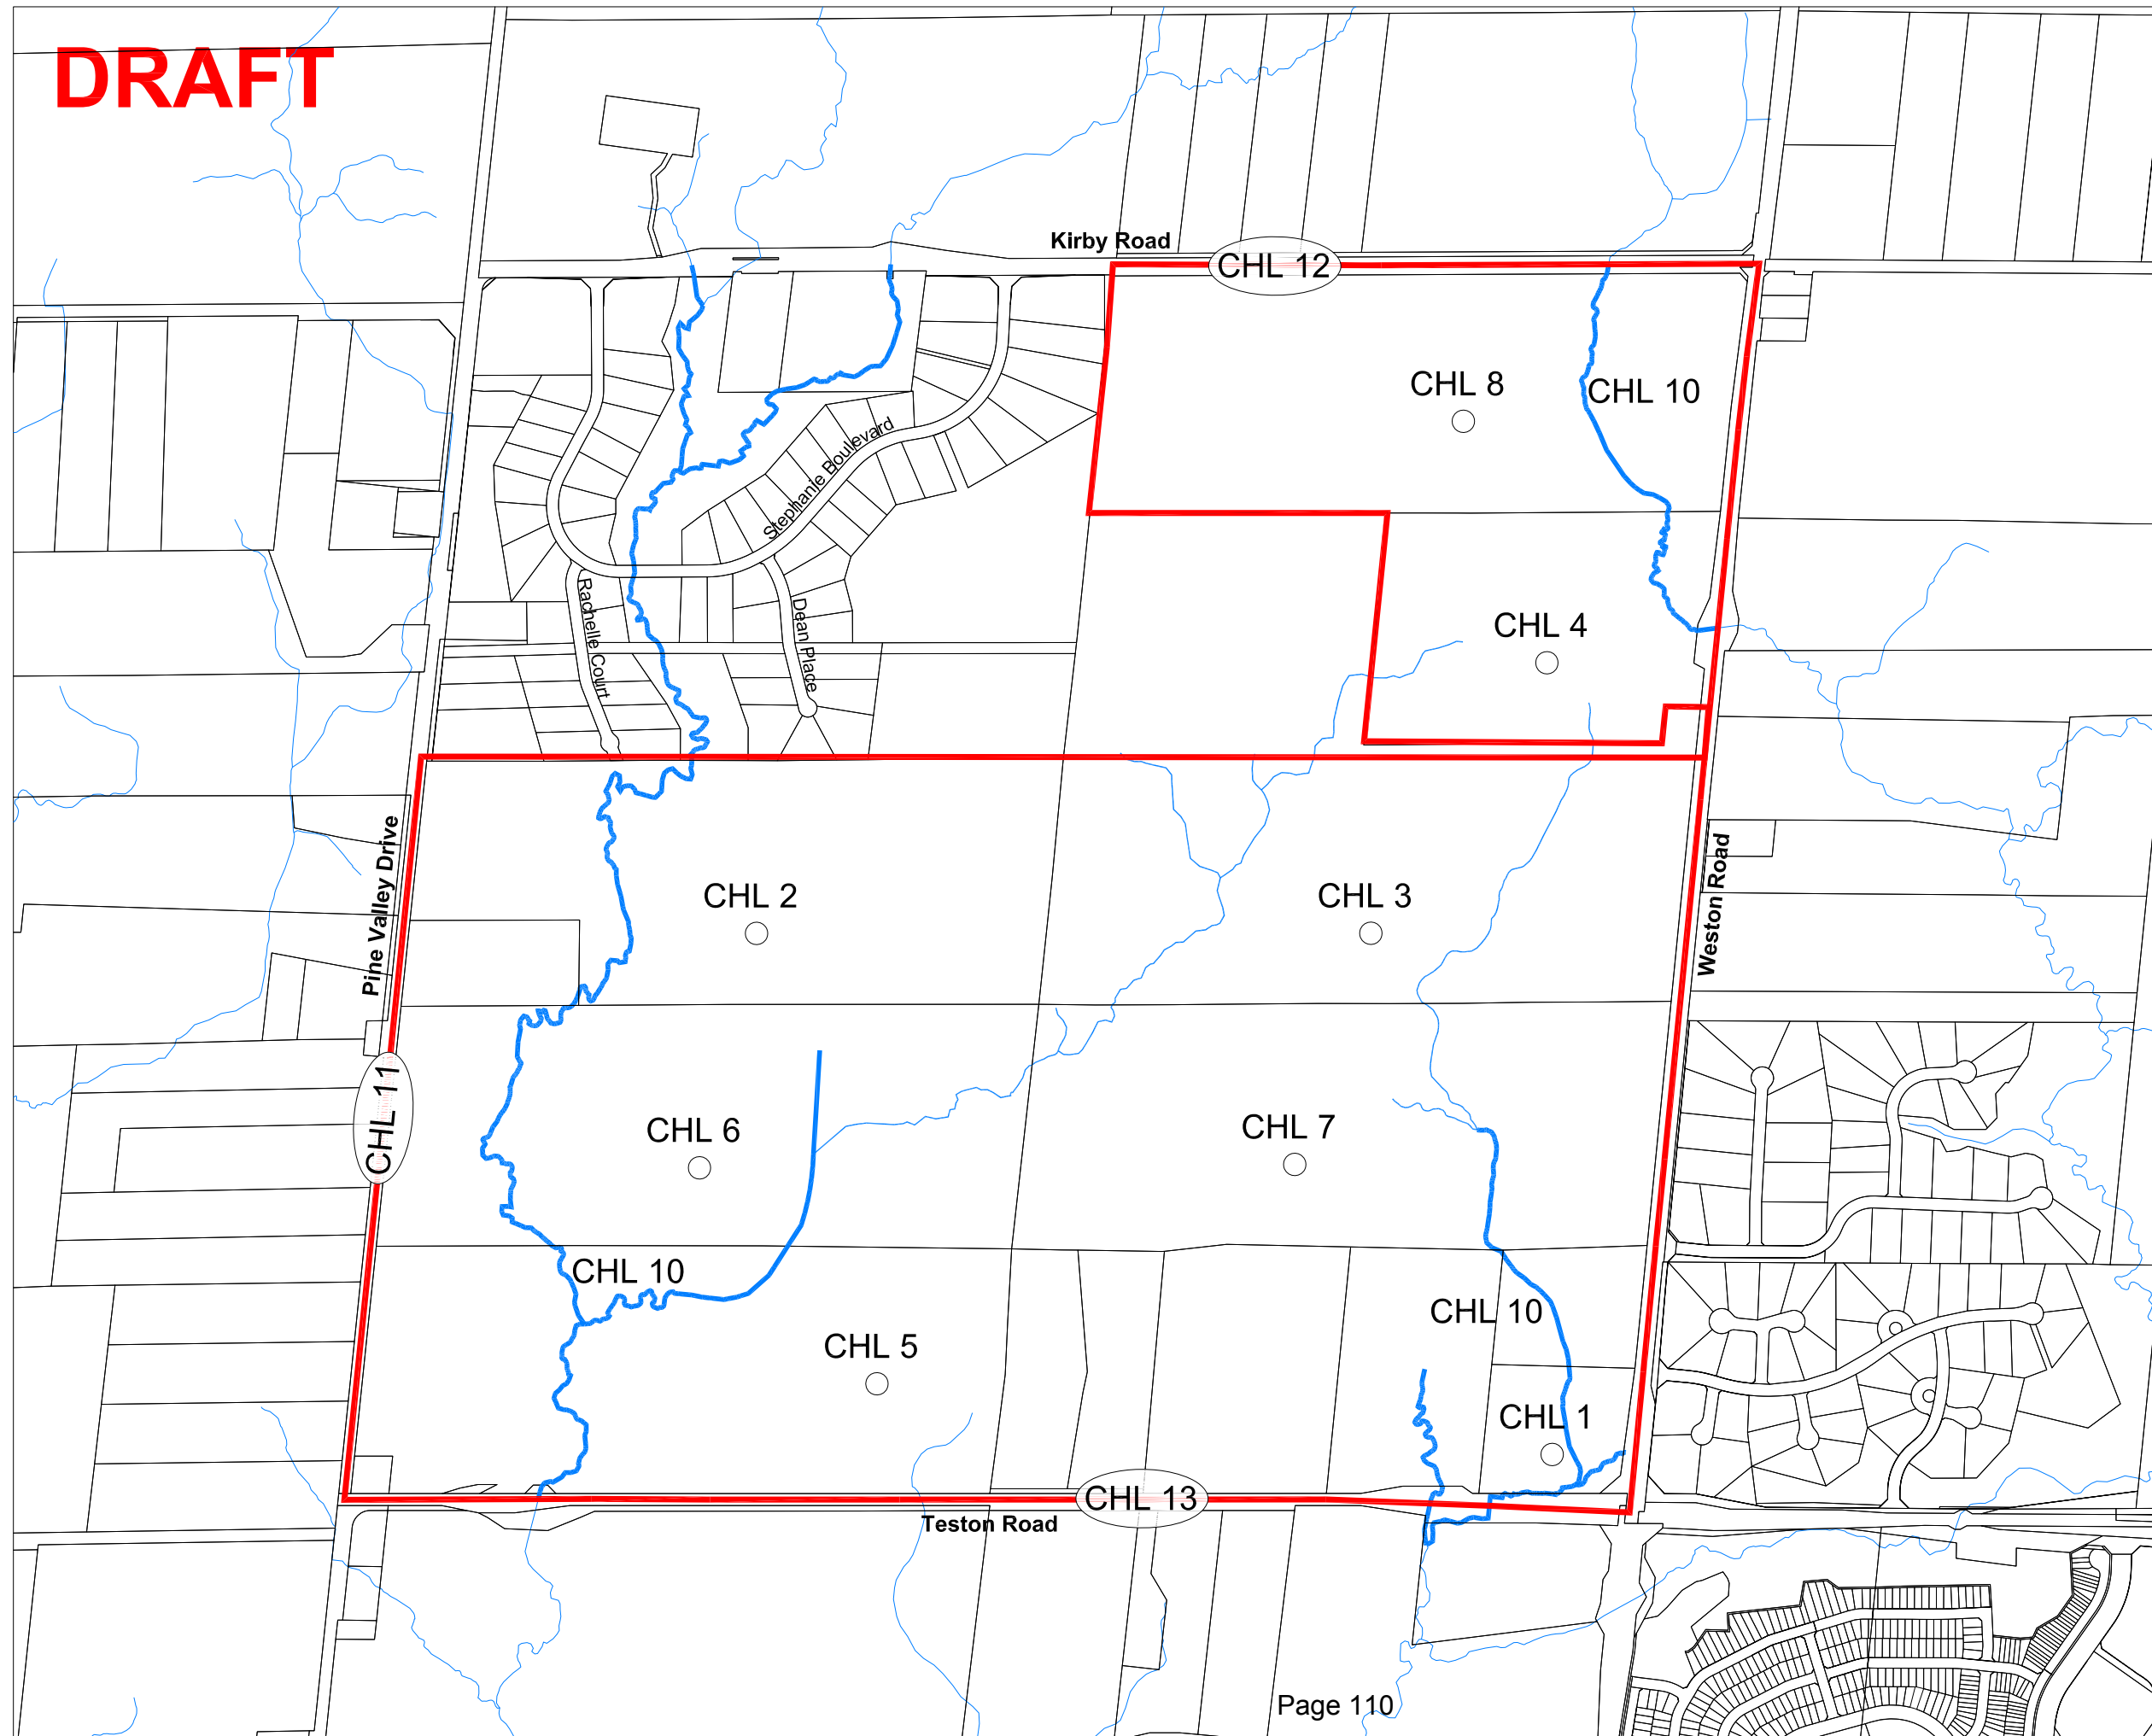 DRAFT
Kirby Road
CHL 12
CHL 8
CHL 10
Stephanie Boulevard
Rachelle Court
Dean Place
CHL 4
Pine Valley Drive
Weston Road
CHL 2
CHL 3
CHL 11
CHL 6
CHL 7
CHL 10
CHL 10
CHL 5
CHL 1
CHL 13
Teston Road
Page 110